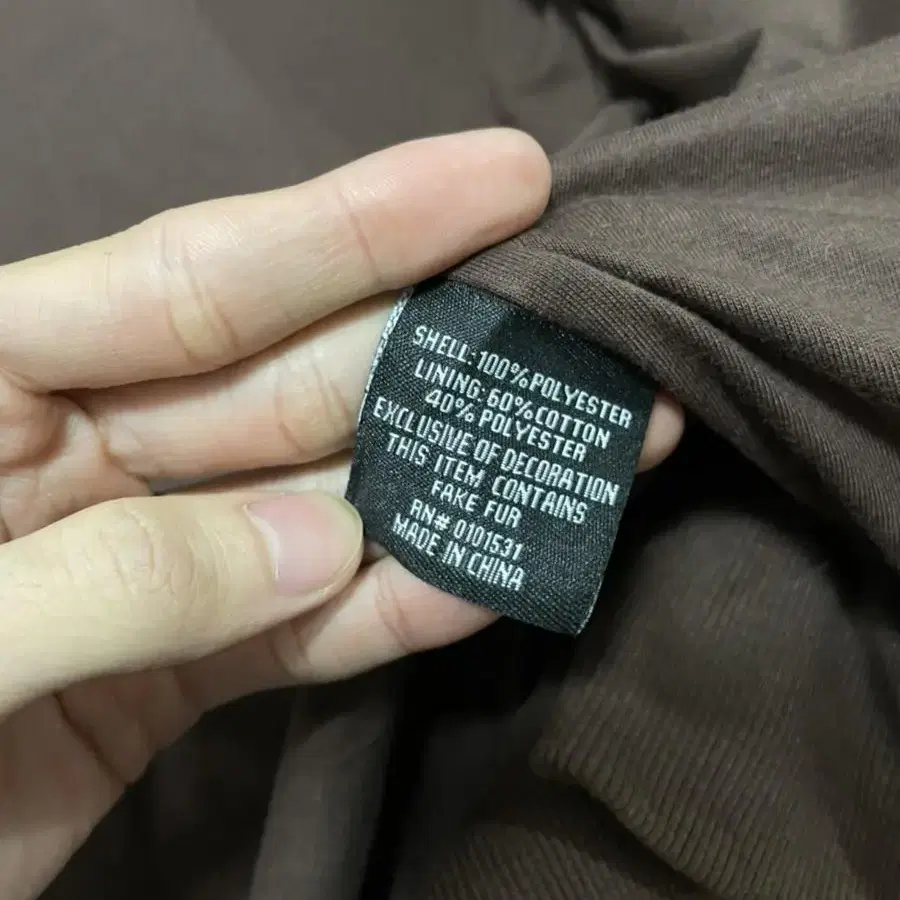 SHELL:100%POLYESTER
LINING:60%COTTON
40%POLYESTER
EXCLUSIVE OF DECORATION
THIS ITEM CONTAINS
FAKE FUR
RN# 0101531
MADE IN CHINA